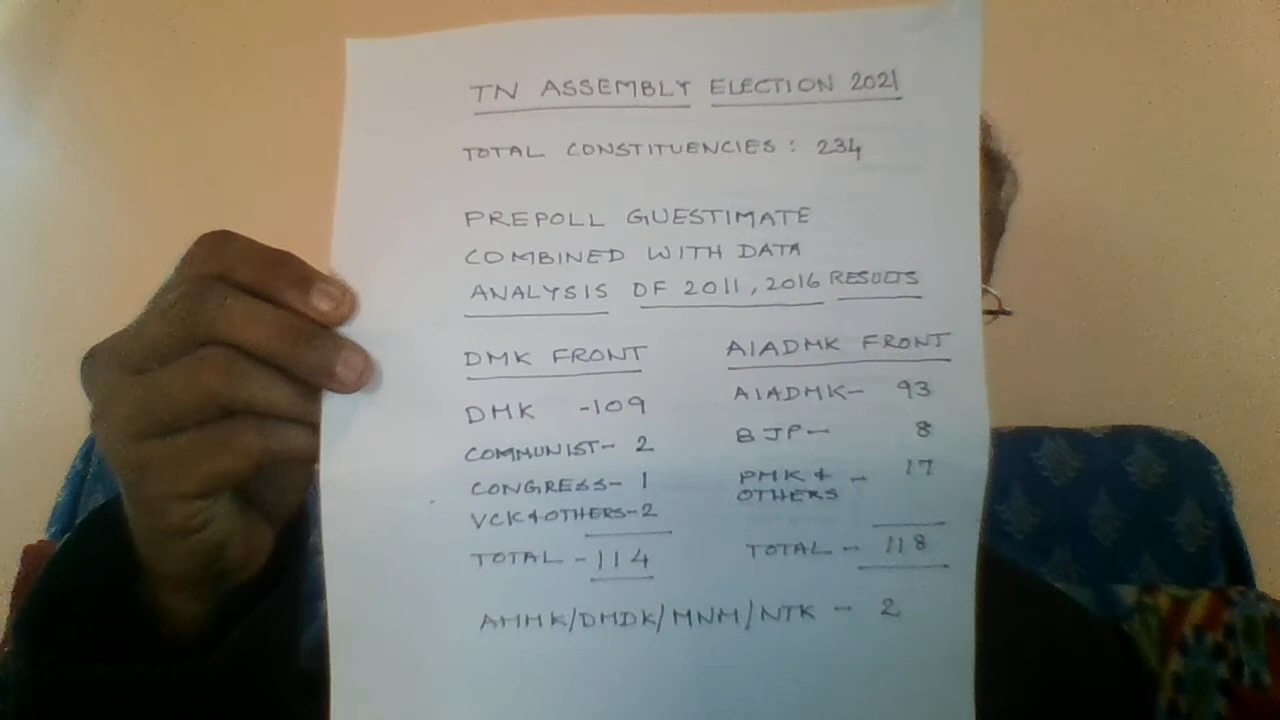 TN ASSEMBLY ELECTION 2021
TOTAL CONSTITUENCIES: 234
PREPOLL GUESTIMATE
COMBINED WITH DATA
ANALYSIS OF 2011, 2016 RESULTS
DMK FRONT
DMK -109
COMMUNIST- 2
CONGRESS- 1
VCK & OTHERS-2
TOTAL -114
AIADMK FRONT
AIADMK- 93
BJP- 8
PMK & - 17
OTHERS
TOTAL - 118
AMMK/DMDK/MNM/NTK - 2